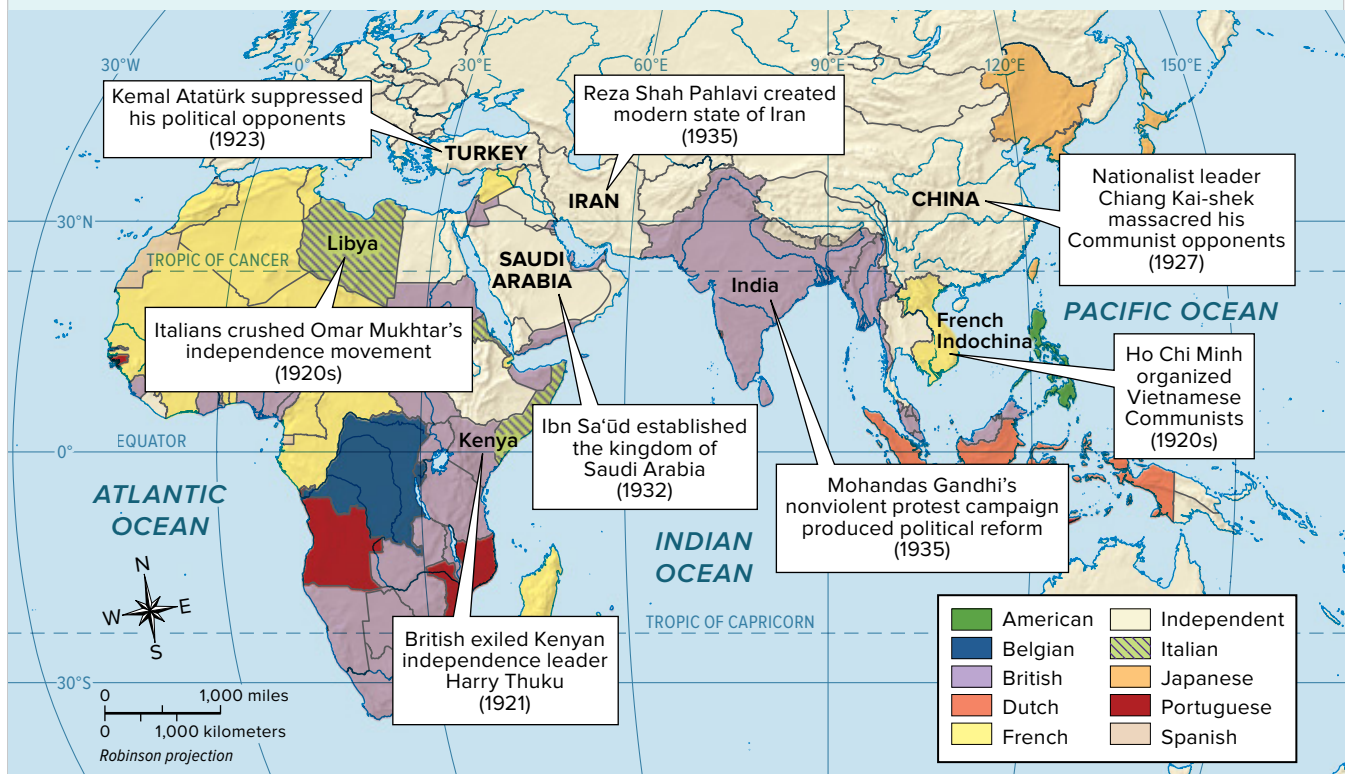 30°W
0°
30°E
60°E
90°E
120°E
150°E
Kemal Atatürk suppressed
his political opponents
(1923)
Reza Shah Pahlavi created
modern state of Iran
(1935)
TURKEY
IRAN
CHINA
Nationalist leader
Chiang Kai-shek
massacred his
Communist opponents
(1927)
30°N
Libya
TROPIC OF CANCER
SAUDI
ARABIA
India
PACIFIC OCEAN
French
Indochina
Italians crushed Omar Mukhtar’s
independence movement
(1920s)
Ho Chi Minh
organized
Vietnamese
Communists
(1920s)
Ibn Sa‘ūd established
the kingdom of
Saudi Arabia
(1932)
EQUATOR
Kenya
0°
Mohandas Gandhi’s
nonviolent protest campaign
produced political reform
(1935)
ATLANTIC
OCEAN
INDIAN
OCEAN
N
W
E
S
TROPIC OF CAPRICORN
British exiled Kenyan
independence leader
Harry Thuku
(1921)
30°S
0 1,000 miles
0 1,000 kilometers
Robinson projection
American
Belgian
British
Dutch
French
Independent
Italian
Japanese
Portuguese
Spanish